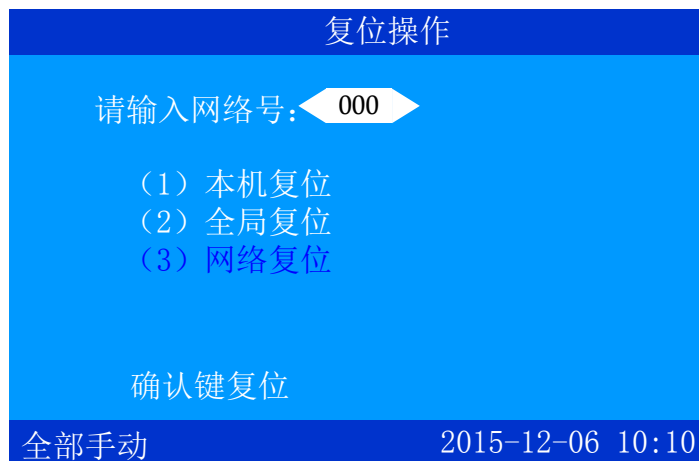 复位操作
请输入网络号：000
（1）本机复位
（2）全局复位
（3）网络复位
确认键复位
全部手动 2015-12-06 10:10